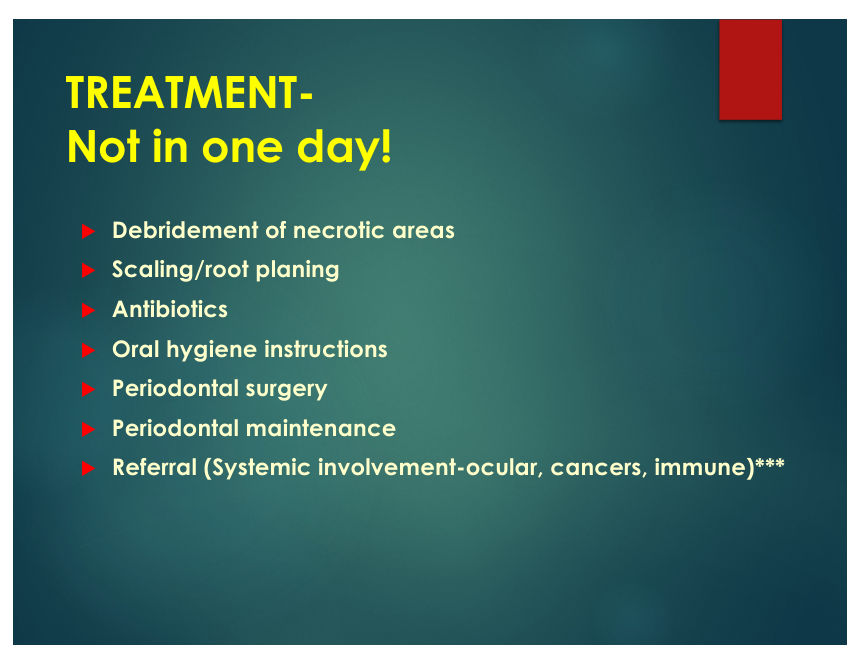 TREATMENT-
Not in one day!
Debridement of necrotic areas
Scaling/root planing
Antibiotics
Oral hygiene instructions
Periodontal surgery
Periodontal maintenance
Referral (Systemic involvement-ocular, cancers, immune)***